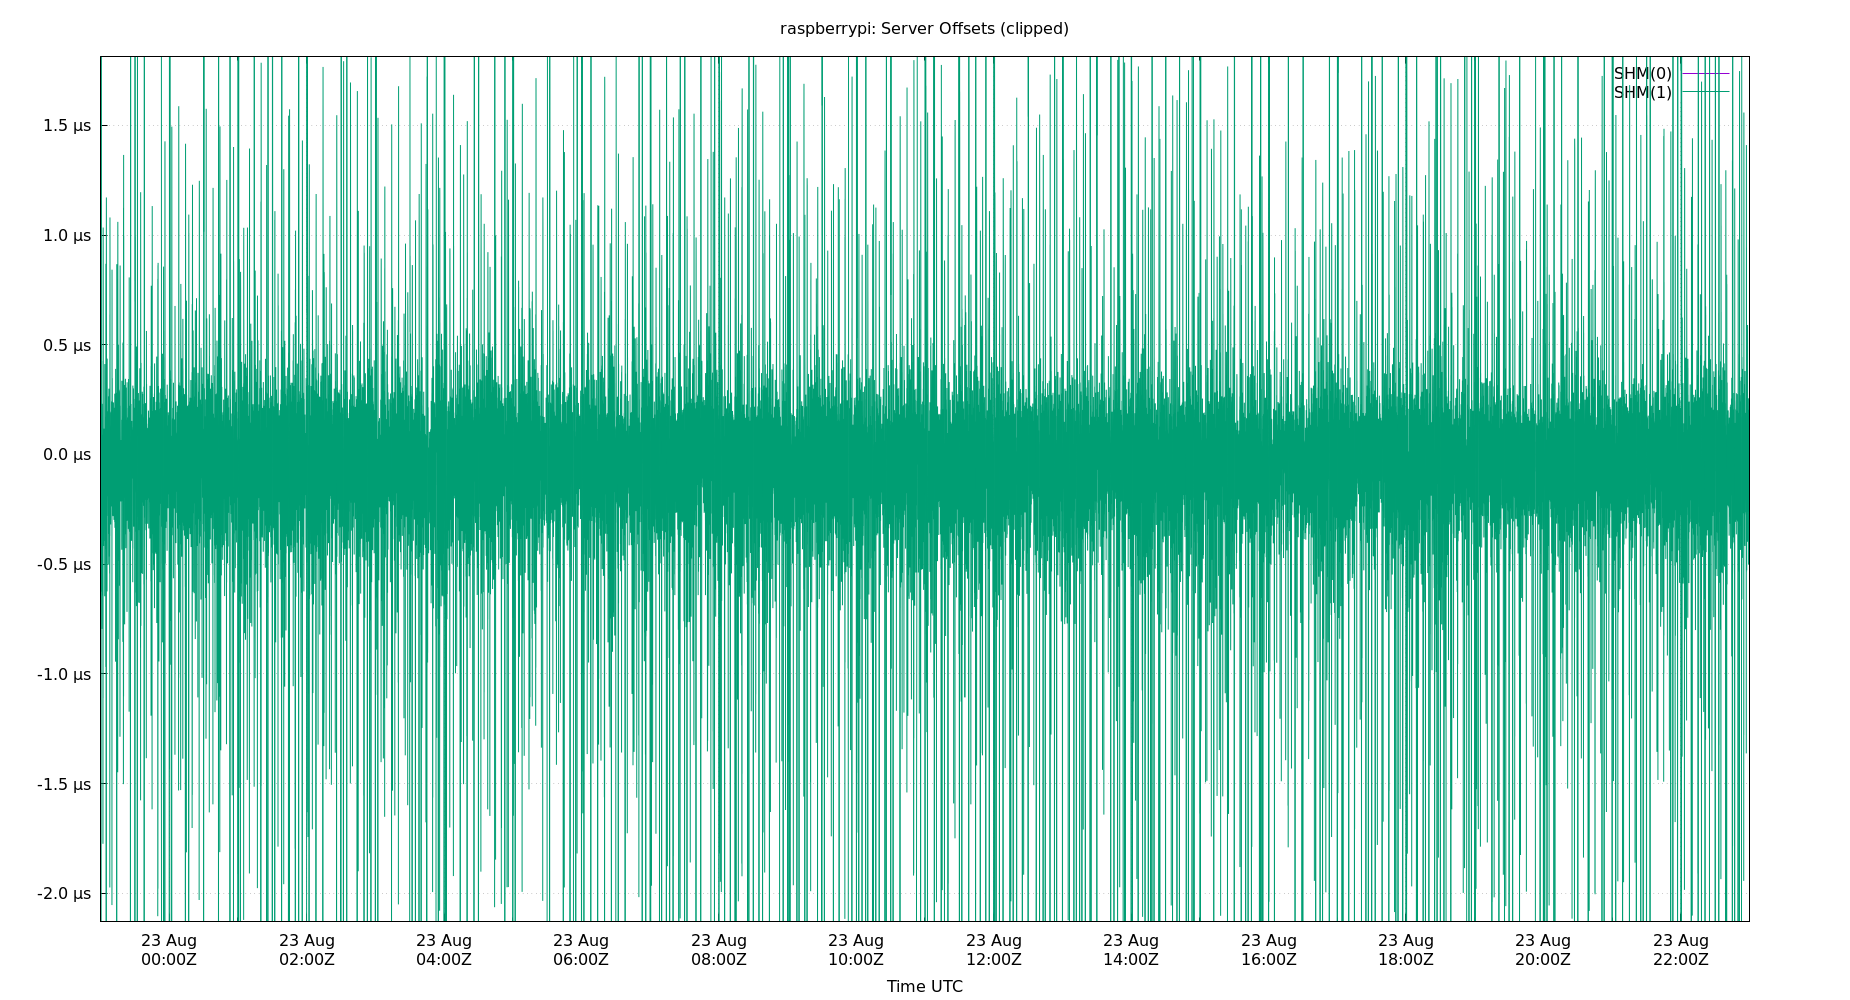 raspberrypi: Server Offsets (clipped)
SHM(0)
SHM(1)
1.5 µs
1.0 µs
0.5 µs
0.0 µs
-0.5 µs
-1.0 µs
-1.5 µs
-2.0 µs
23 Aug 23 Aug 23 Aug 23 Aug 23 Aug 23 Aug 23 Aug 23 Aug 23 Aug 23 Aug 23 Aug 23 Aug
00:00Z 02:00Z 04:00Z 06:00Z 08:00Z 10:00Z 12:00Z 14:00Z 16:00Z 18:00Z 20:00Z 22:00Z
Time UTC